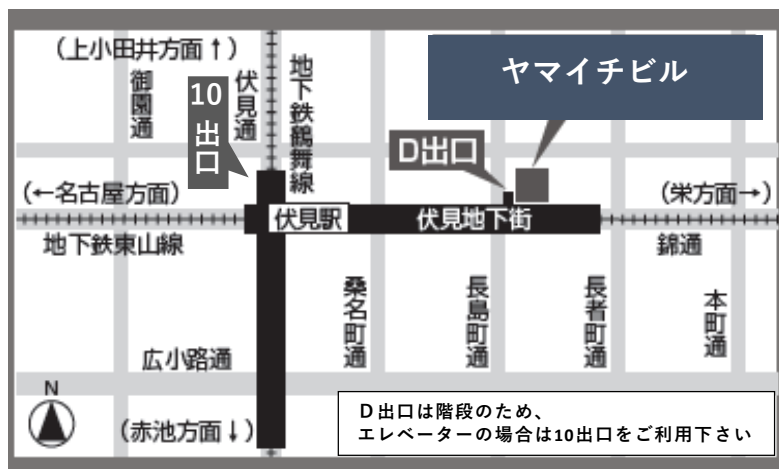 (上小田井方面↑)
ヤマイチビル
御園通
伏見通
地下鉄鶴舞線
10出口
D出口
(←名古屋方面)
(栄方面→)
伏見駅
伏見地下街
地下鉄東山線
錦通
桑名町通
長島町通
長者町通
本町通
広小路通
N
(赤池方面↓)
D出口は階段のため、
エレベーターの場合は10出口をご利用下さい